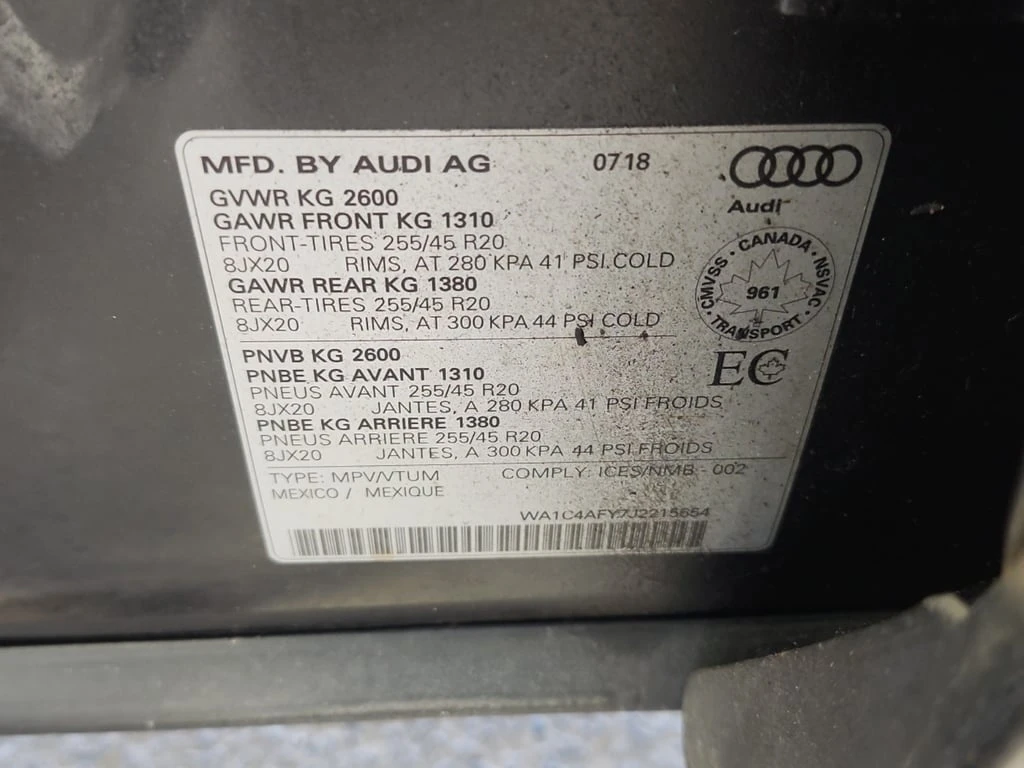 MFD. BY AUDI AG 0718
Audi
GVWR KG 2600
GAWR FRONT KG 1310
FRONT-TIRES 255/45 R20
8JX20 RIMS, AT 280 KPA 41 PSI.COLD
GAWR REAR KG 1380
REAR-TIRES 255/45 R20
8JX20 RIMS, AT 300 KPA 44 PSI COLD
CMVSS · CANADA · NSVAC · TRANSPORT ·
961
PNVB KG 2600
PNBE KG AVANT 1310
PNEUS AVANT 255/45 R20
8JX20 JANTES, A 280 KPA 41 PSI FROIDS
PNBE KG ARRIERE 1380
PNEUS ARRIERE 255/45 R20
8JX20 JANTES, A 300 KPA 44 PSI.FROIDS
EC
TYPE: MPV/VTUM COMPLY: ICES/NMB - 002
MEXICO / MEXIQUE
WA1C4AFY7J2215654